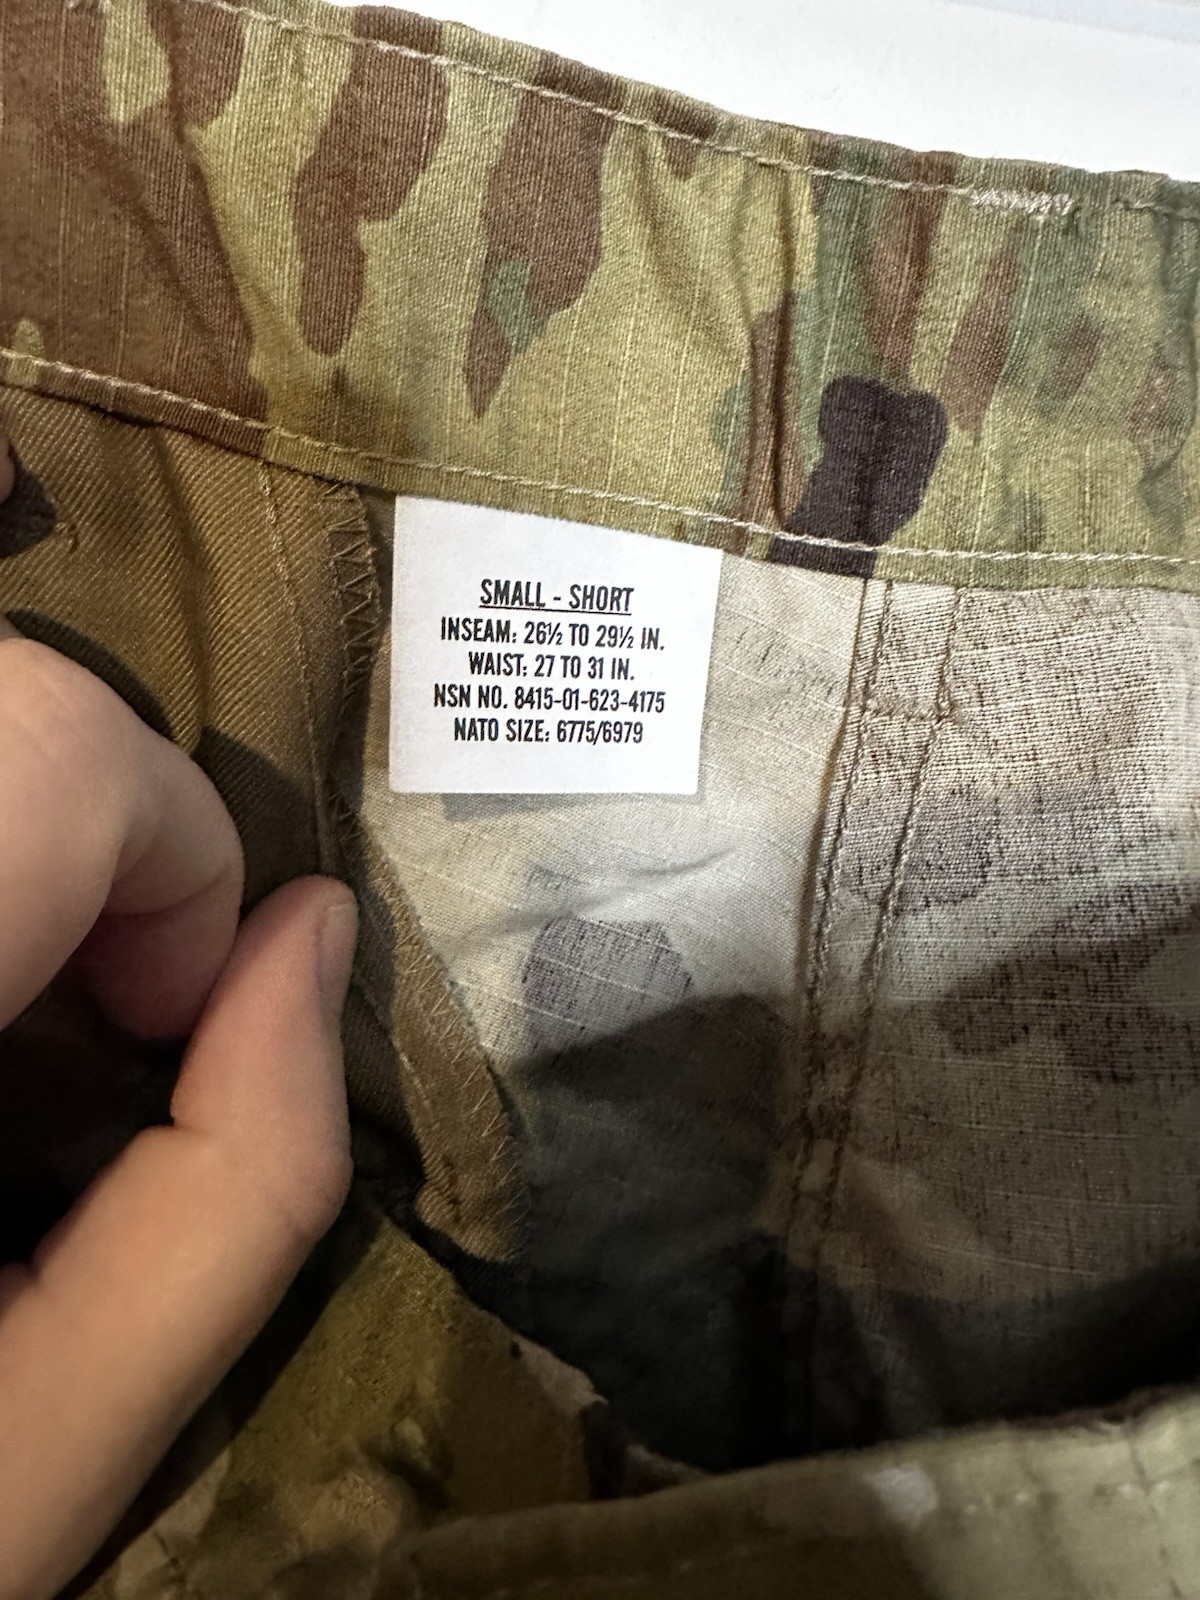 SMALL - SHORT
INSEAM: 26½ TO 29½ IN.
WAIST: 27 TO 31 IN.
NSN NO. 8415-01-623-4175
NATO SIZE: 6775/6979